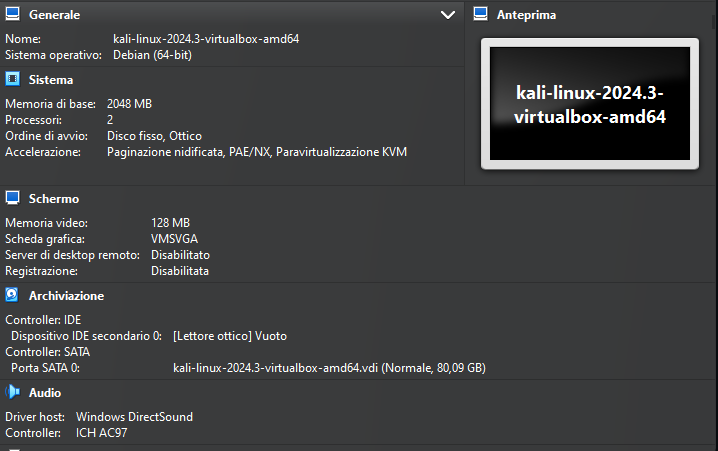 Generale
Nome: kali-linux-2024.3-virtualbox-amd64
Sistema operativo: Debian (64-bit)
Sistema
Memoria di base: 2048 MB
Processori: 2
Ordine di avvio: Disco fisso, Ottico
Accelerazione: Paginazione nidificata, PAE/NX, Paravirtualizzazione KVM
Anteprima
kali-linux-2024.3-
virtualbox-amd64
Schermo
Memoria video: 128 MB
Scheda grafica: VMSVGA
Server di desktop remoto: Disabilitato
Registrazione: Disabilitata
Archiviazione
Controller: IDE
Dispositivo IDE secondario 0: [Lettore ottico] Vuoto
Controller: SATA
Porta SATA 0: kali-linux-2024.3-virtualbox-amd64.vdi (Normale, 80,09 GB)
Audio
Driver host: Windows DirectSound
Controller: ICH AC97